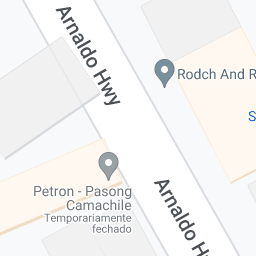 Arnaldo Hwy
Rodch And R
S
Petron - Pasong
Camachile
Temporariamente
fechado
Arnaldo H